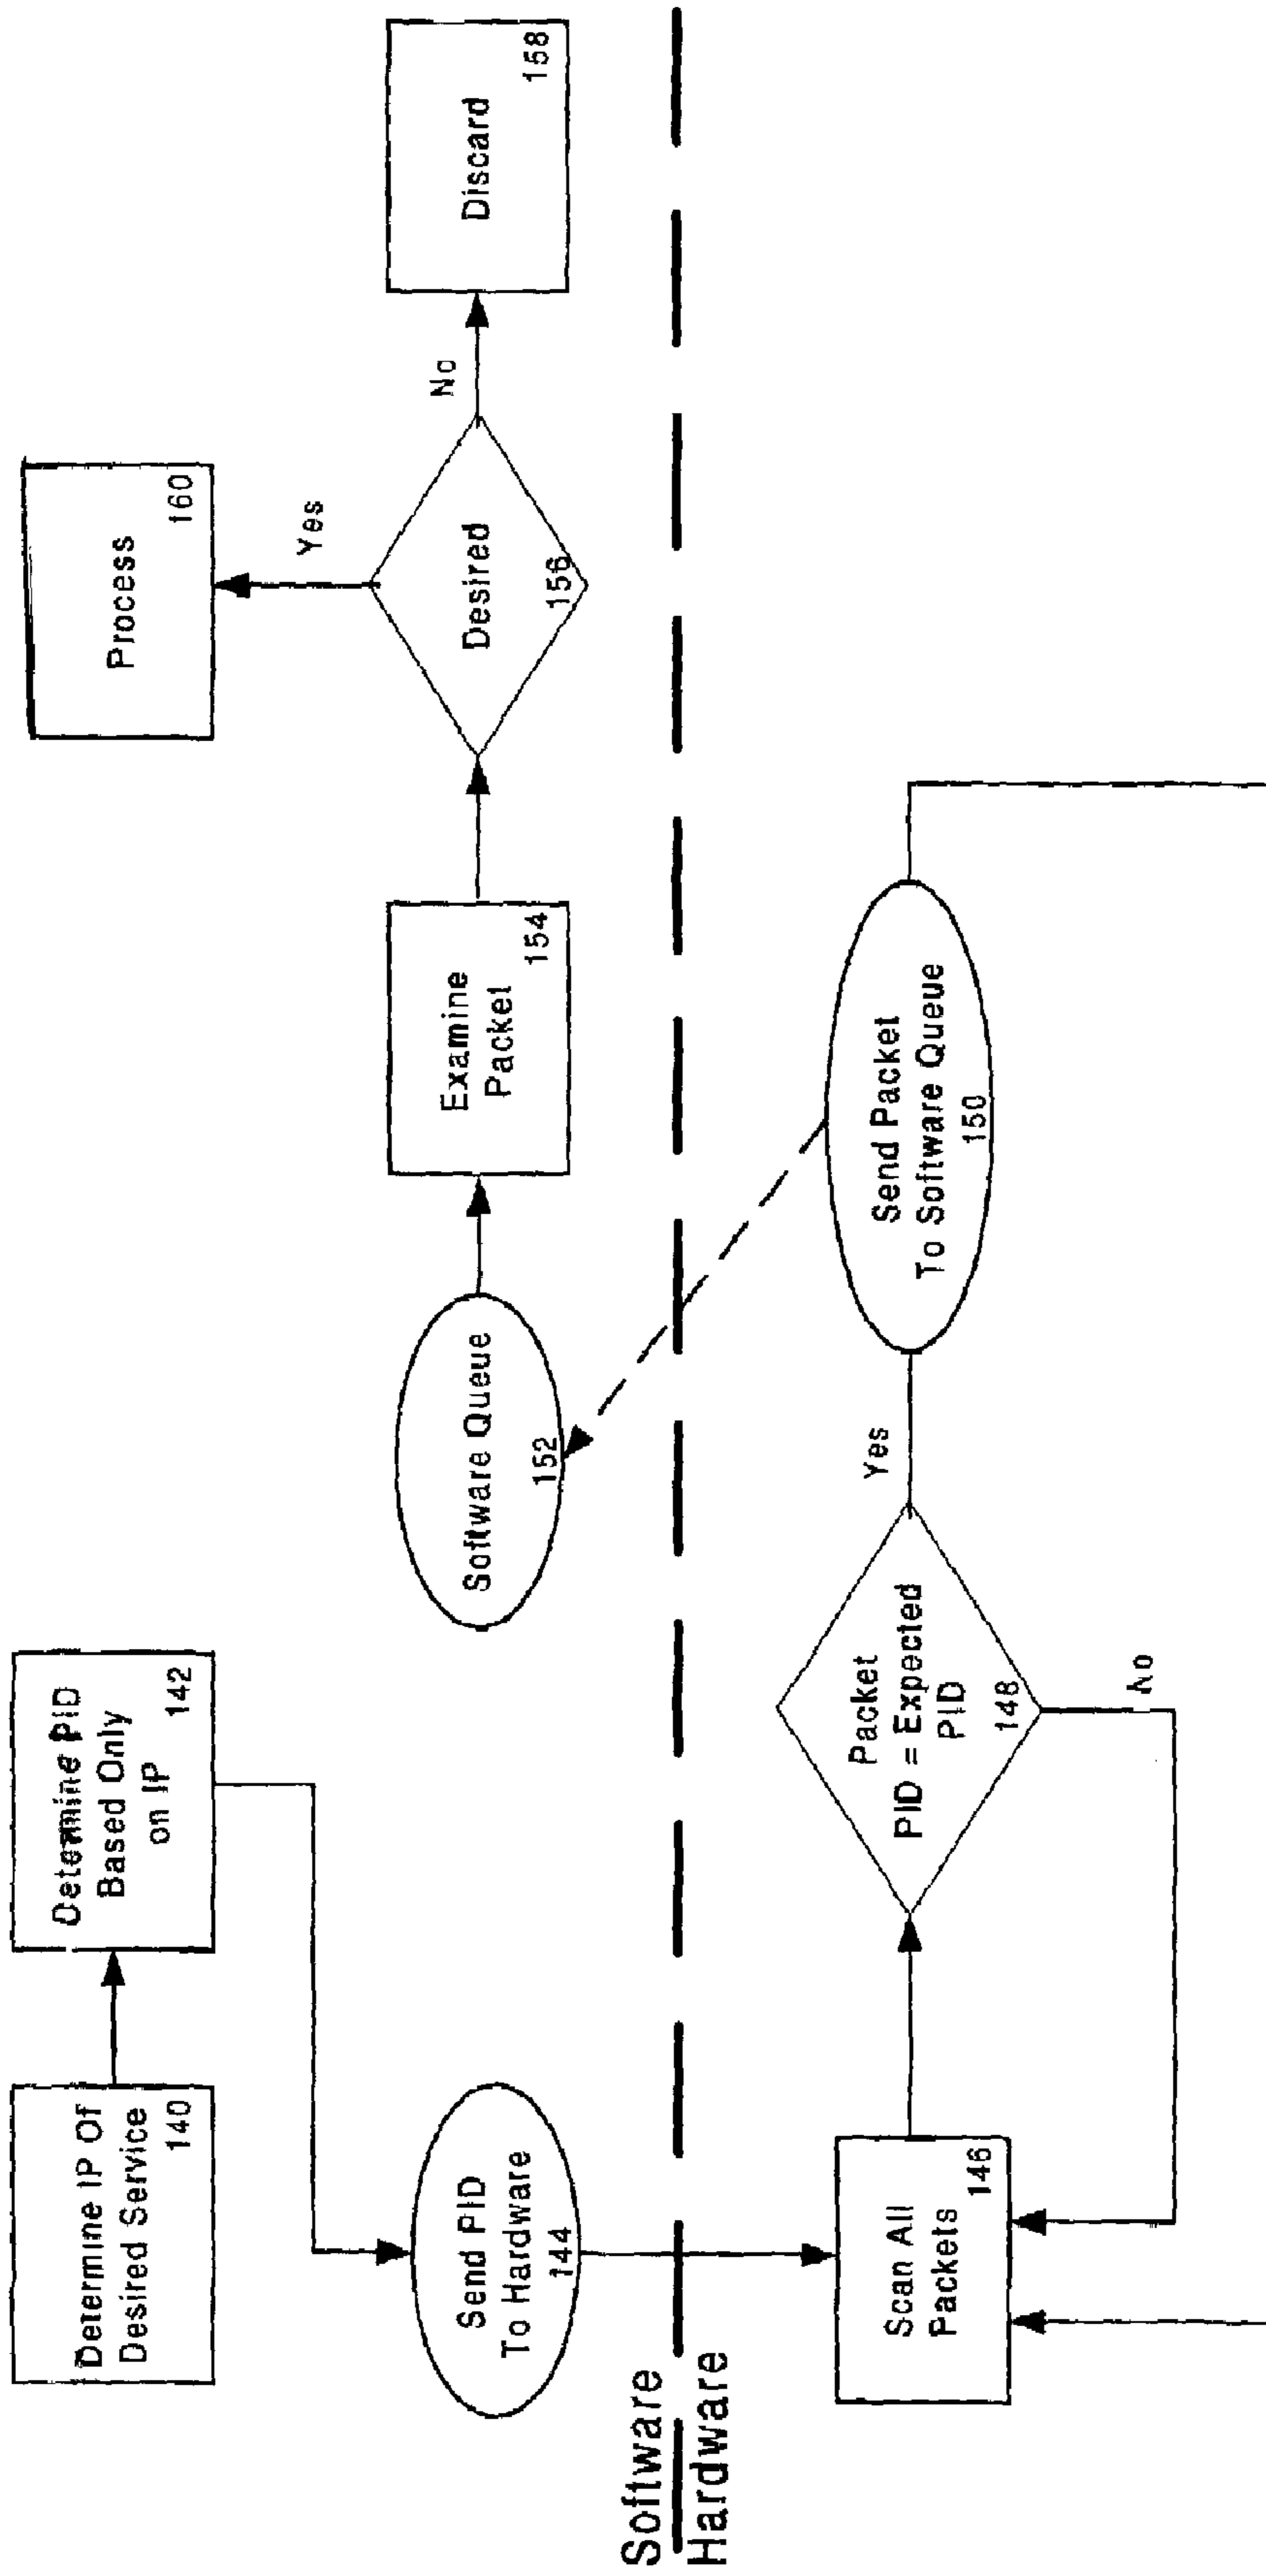 Determine IP Of
Desired Service
140
Determine PID
Based Only
on IP
142
Send PID
To Hardware
144
Software Queue
152
Examine
Packet
154
Desired
156
Yes
No
Process
160
Discard
158
Software
Hardware
Scan All
Packets
146
Packet
PID = Expected
PID
148
No
Yes
Send Packet
To Software Queue
150